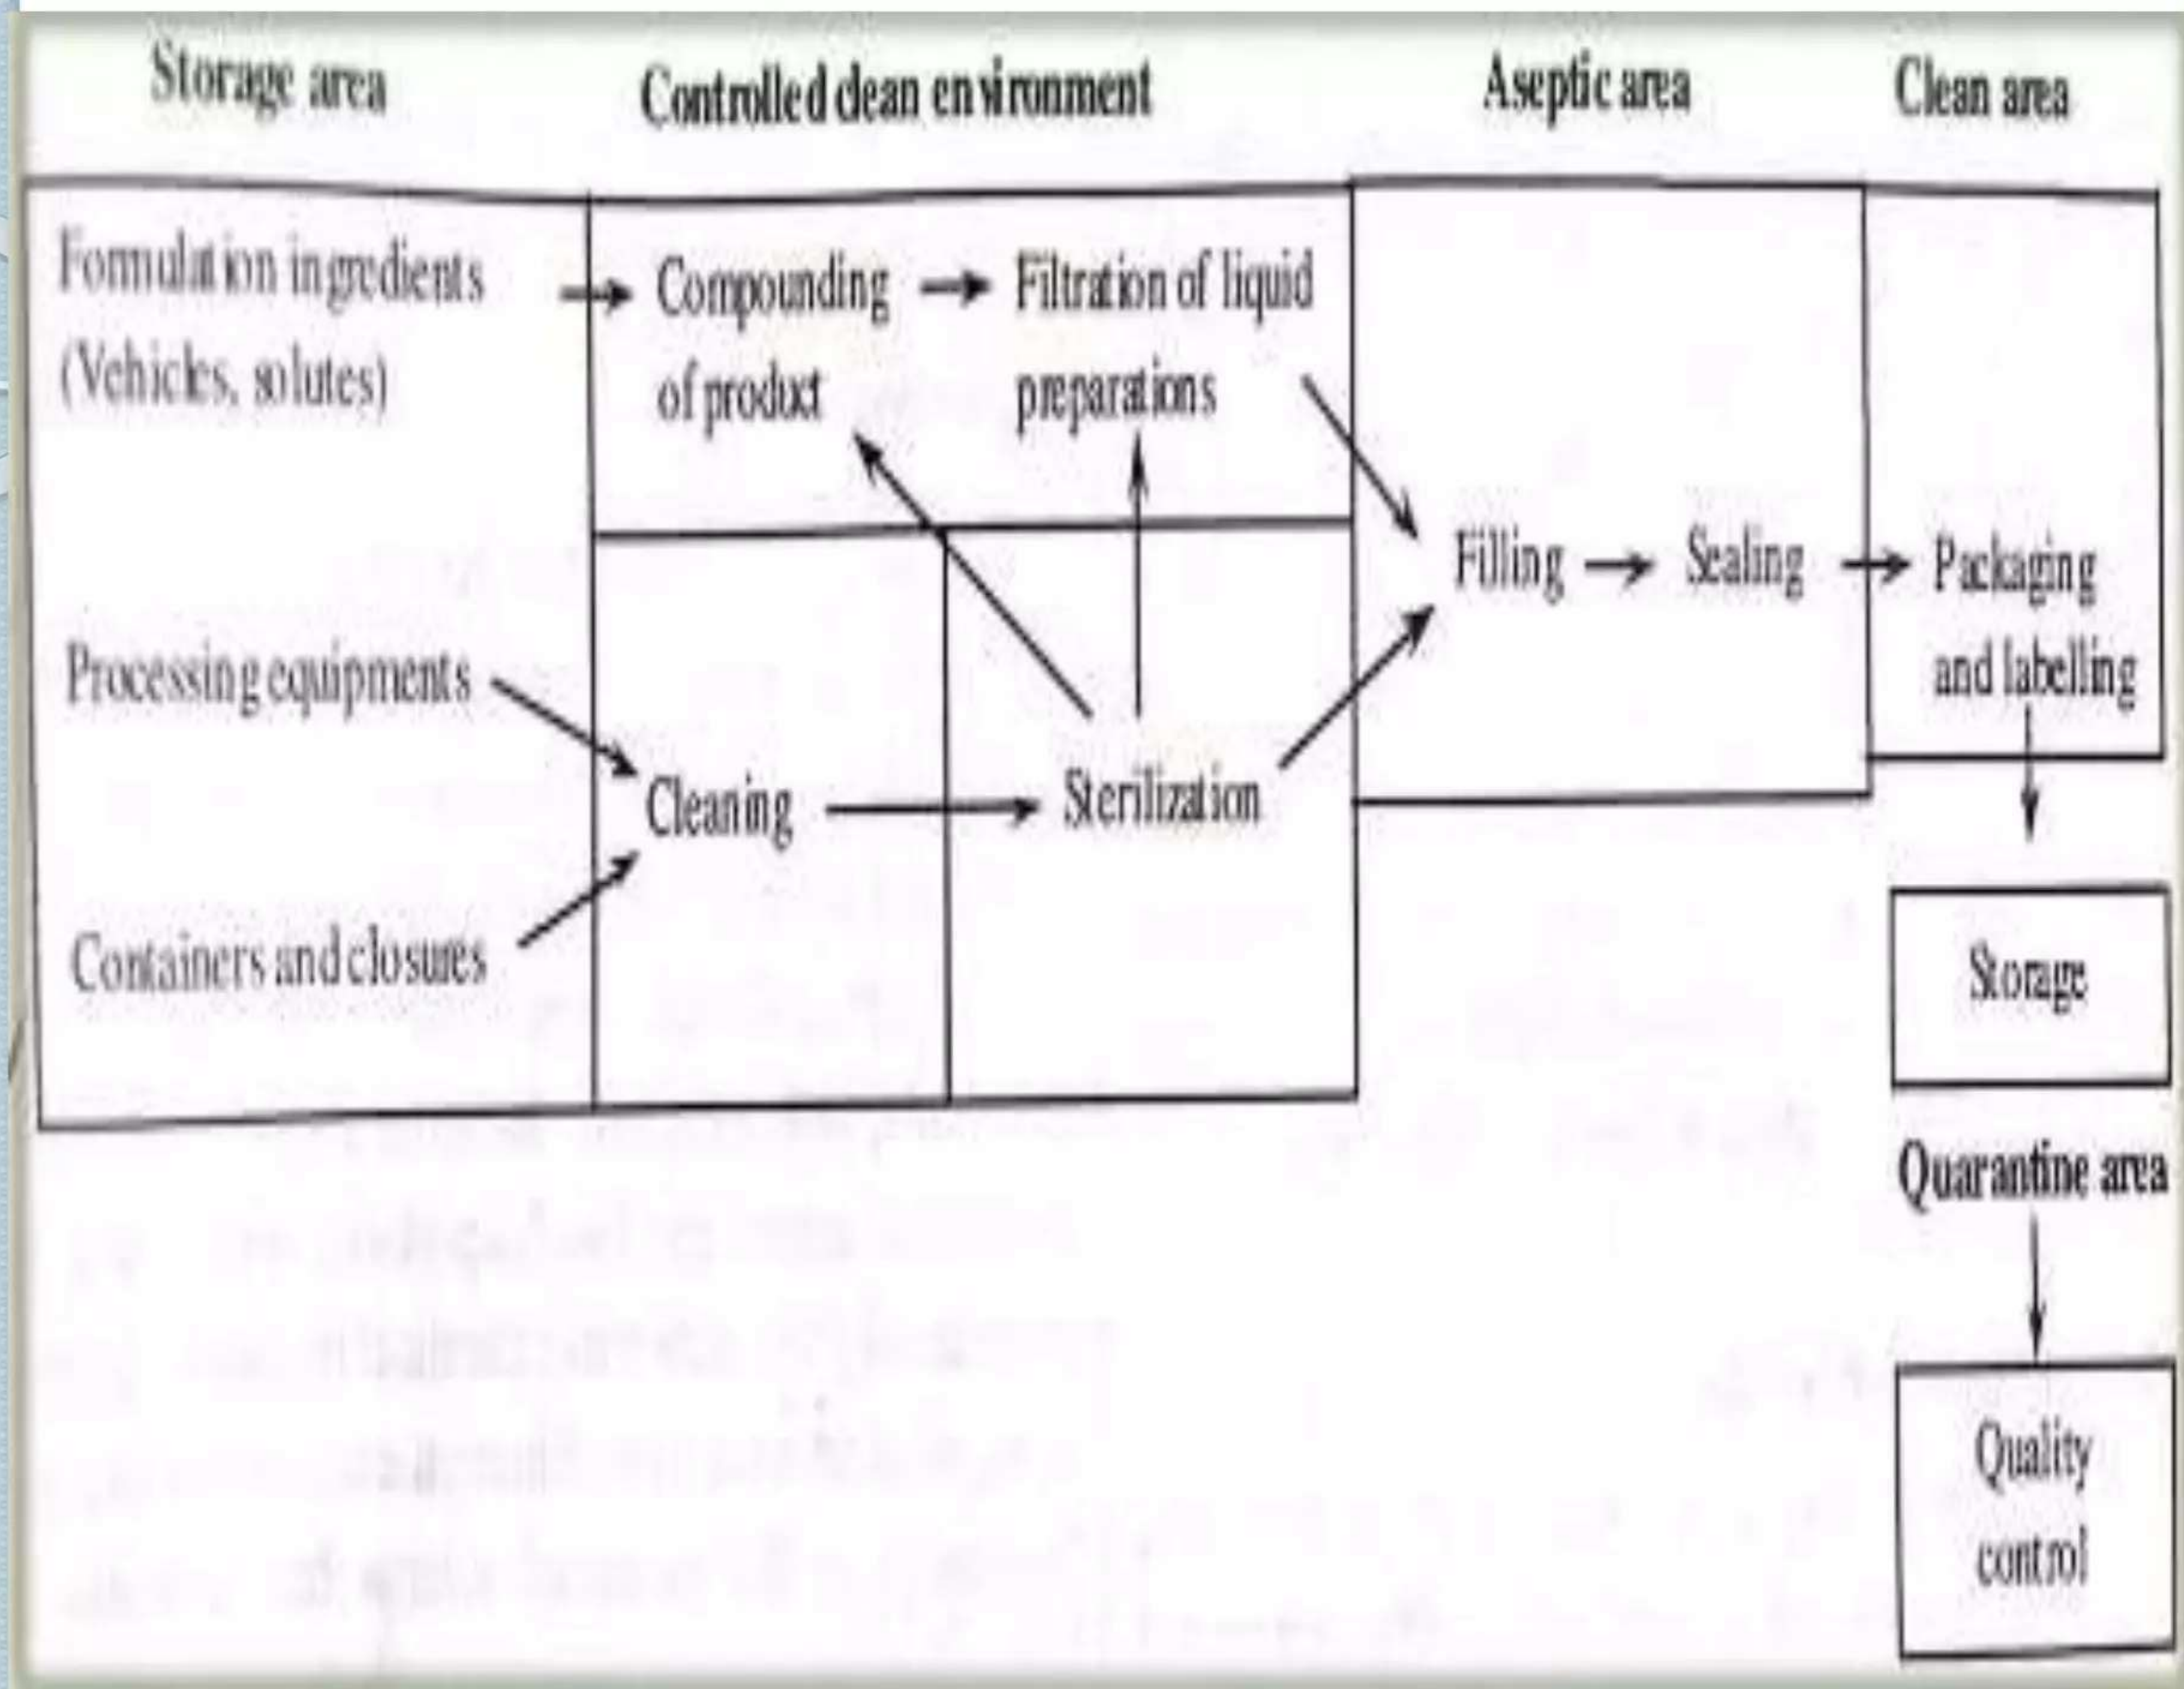 Storage area
Controlled clean environment
Aseptic area
Clean area
Formulation ingredients
(Vehicles, solutes)
Compounding
of product
Filtration of liquid
preparations
Filling
Sealing
Packaging
and labelling
Processing equipments
Cleaning
Sterilization
Containers and closures
Storage
Quarantine area
Quality
control